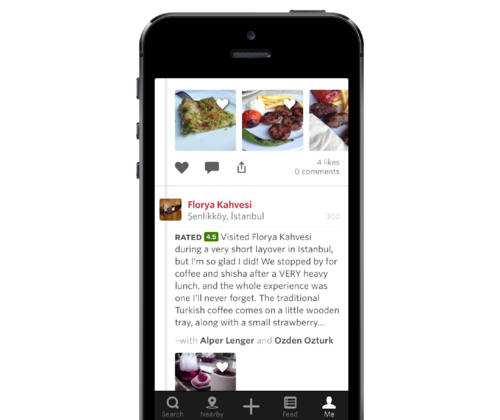 4 likes
0 comments
Florya Kahvesi
Şenlikköy, İstanbul
30d
RATED 4.5 Visited Florya Kahvesi
during a very short layover in Istanbul,
but I'm so glad I did! We stopped by for
coffee and shisha after a VERY heavy
lunch, and the whole experience was
one I'll never forget. The traditional
Turkish coffee comes on a little wooden
tray, along with a small strawberry...
–with Alper Lenger and Ozden Ozturk
Search Nearby Feed Me